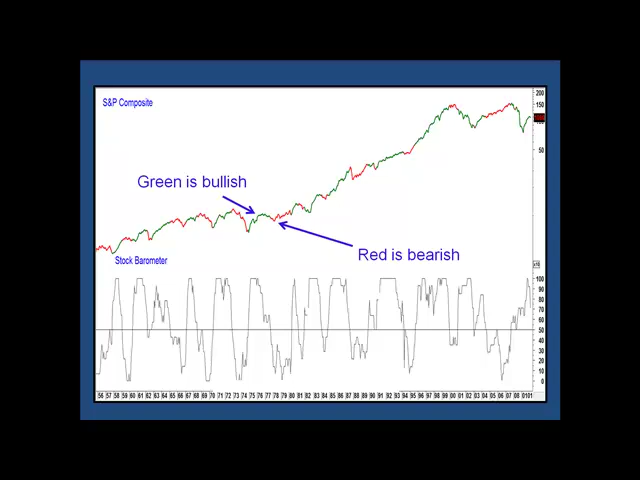 S&P Composite
200
150
100
50
Green is bullish
Red is bearish
Stock Barometer
x10
100
90
80
70
60
50
40
30
20
10
0
56 57 58 59 60 61 62 63 64 65 66 67 68 69 70 71 72 73 74 75 76 77 78 79 80 81 82 83 84 85 86 87 88 89 90 91 92 93 94 95 96 97 98 99 00 01 02 03 04 05 06 07 08